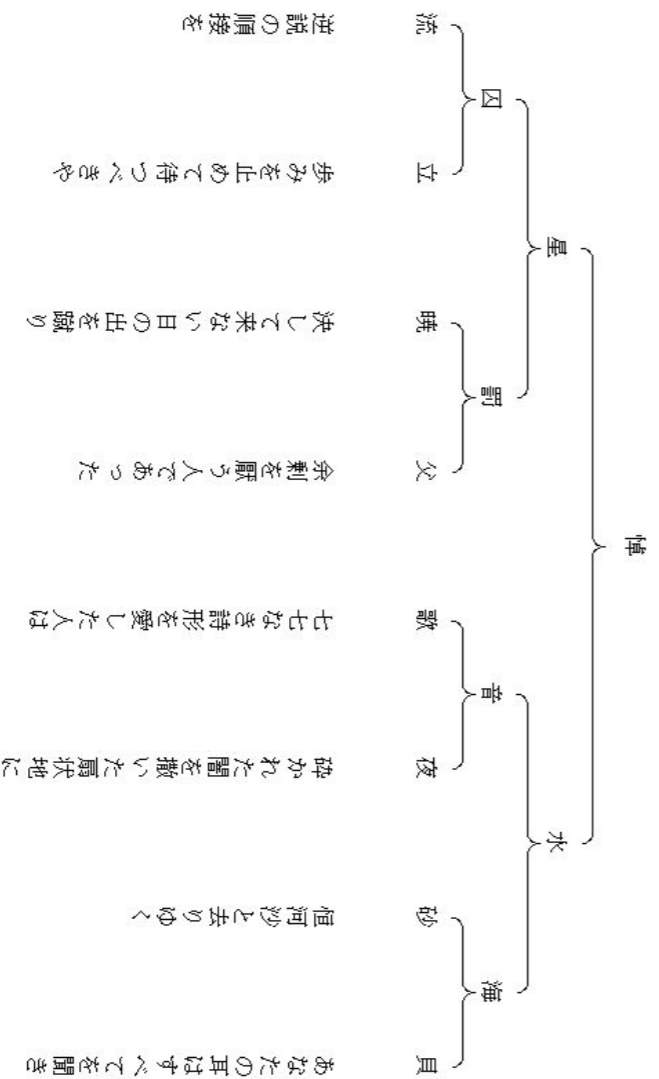 悼
水
星
海
音
罰
囚
貝
砂
夜
歌
父
暁
立
流
あなたの耳はすべてを聞き
恒河沙と去りゆく
砕かれた闇を撒いた扇状地に
七七なき詩形を愛した人は
余剰を厭う人であった
決して来ない日の出を蹴り
歩みを止めて待つべきや
逆説の順接を